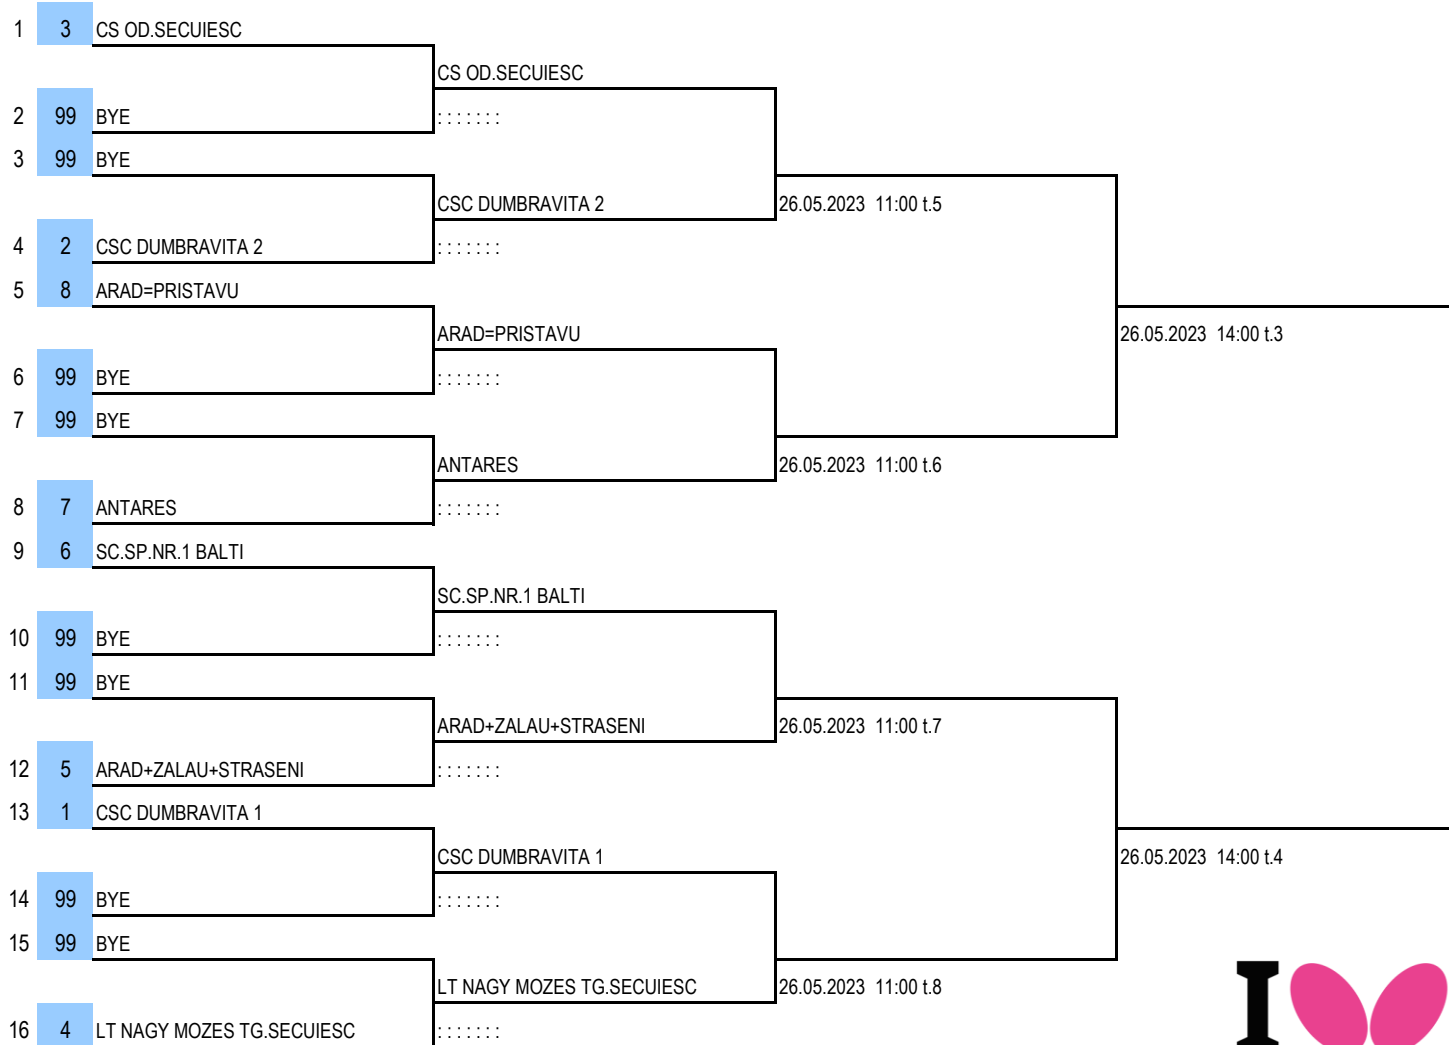 1 3 CS OD.SECUIESC
CS OD.SECUIESC
2 99 BYE : : : : : : :
3 99 BYE
CSC DUMBRAVITA 2 26.05.2023 11:00 t.5
4 2 CSC DUMBRAVITA 2 : : : : : : :
5 8 ARAD=PRISTAVU
ARAD=PRISTAVU 26.05.2023 14:00 t.3
6 99 BYE : : : : : : :
7 99 BYE
ANTARES 26.05.2023 11:00 t.6
8 7 ANTARES : : : : : : :
9 6 SC.SP.NR.1 BALTI
SC.SP.NR.1 BALTI
10 99 BYE : : : : : : :
11 99 BYE
ARAD+ZALAU+STRASENI 26.05.2023 11:00 t.7
12 5 ARAD+ZALAU+STRASENI : : : : : : :
13 1 CSC DUMBRAVITA 1
CSC DUMBRAVITA 1 26.05.2023 14:00 t.4
14 99 BYE : : : : : : :
15 99 BYE
LT NAGY MOZES TG.SECUIESC 26.05.2023 11:00 t.8
16 4 LT NAGY MOZES TG.SECUIESC : : : : : : :
I